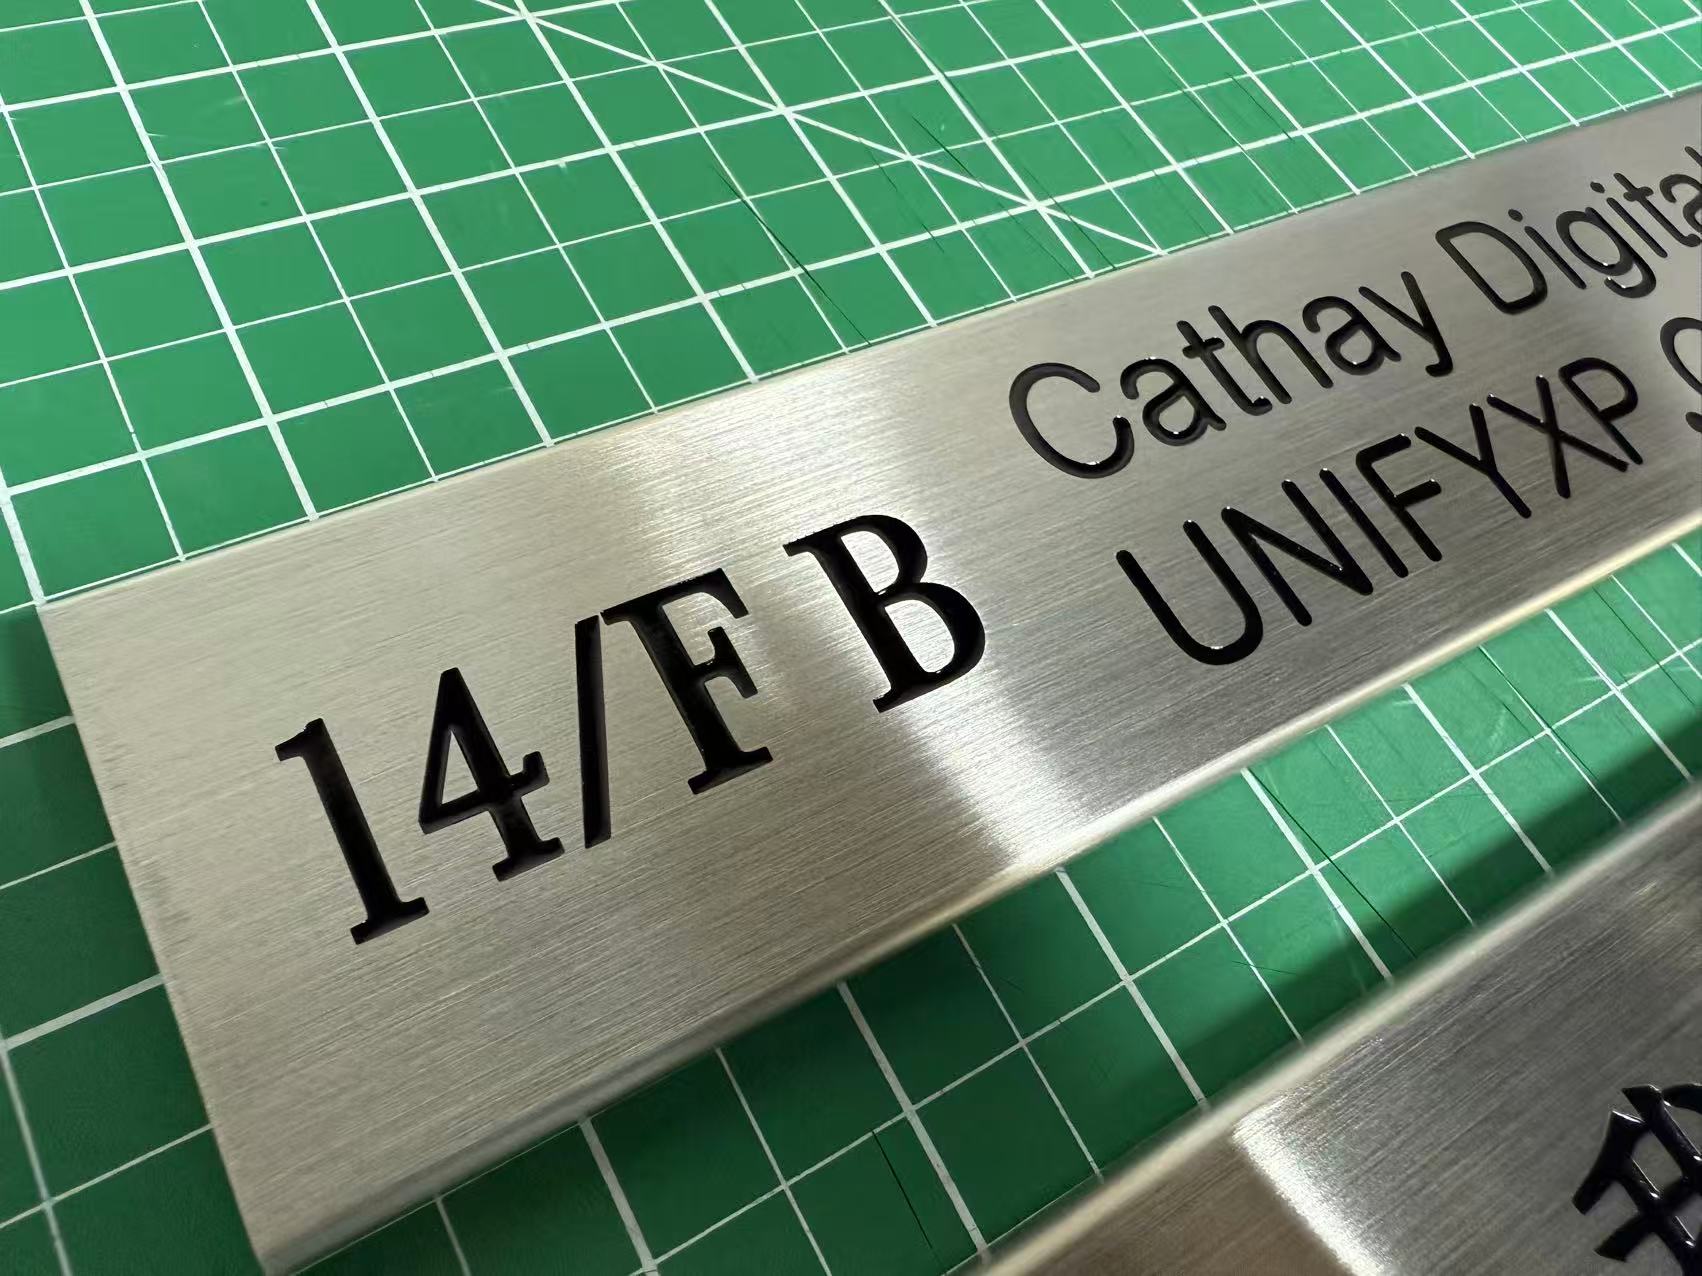 14/F B
Cathay Digital
UNIFYXP